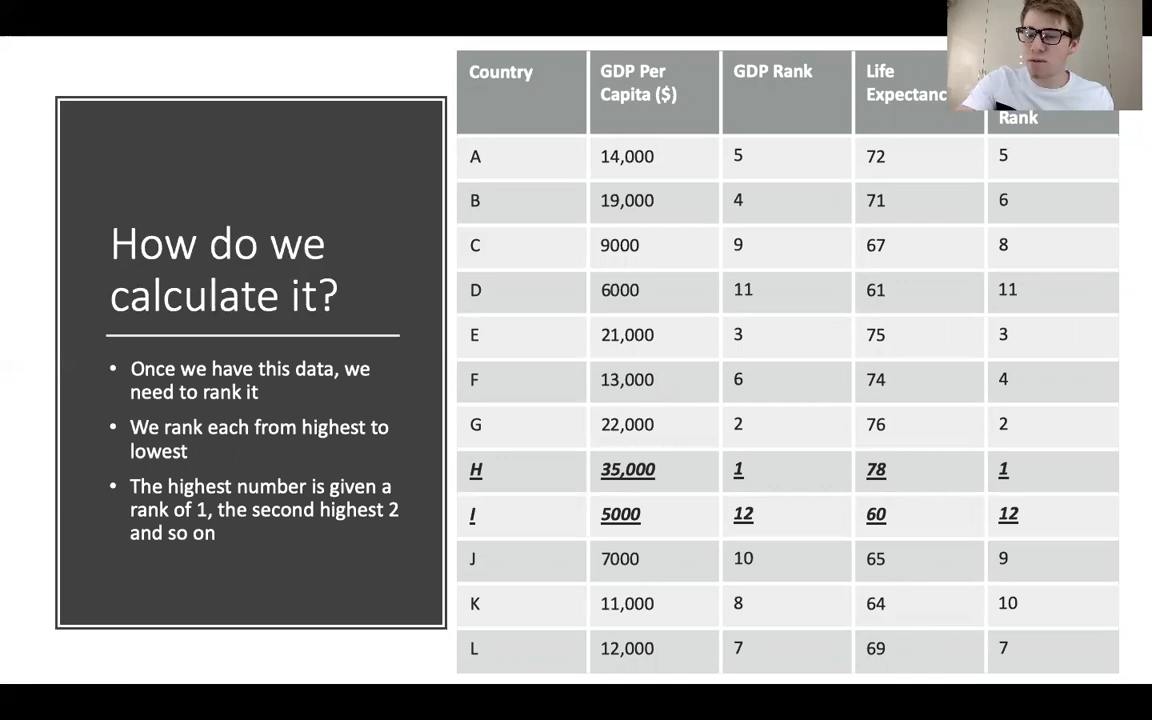 How do we
calculate it?
• Once we have this data, we
need to rank it
• We rank each from highest to
lowest
• The highest number is given a
rank of 1, the second highest 2
and so on
Country GDP Per Capita ($) GDP Rank Life Rank
A 14,000 5 72 5
B 19,000 4 71 6
C 9000 9 67 8
D 6000 11 61 11
E 21,000 3 75 3
F 13,000 6 74 4
G 22,000 2 76 2
H 35,000 1 78 1
I 5000 12 60 12
J 7000 10 65 9
K 11,000 8 64 10
L 12,000 7 69 7